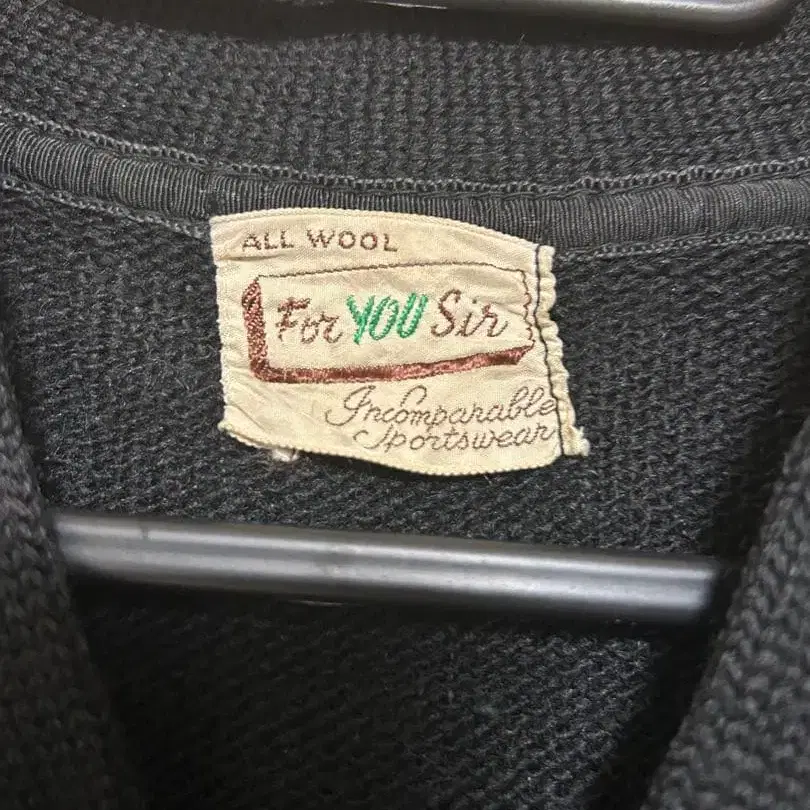 ALL WOOL
For YOU Sir
Incomparable
Sportswear